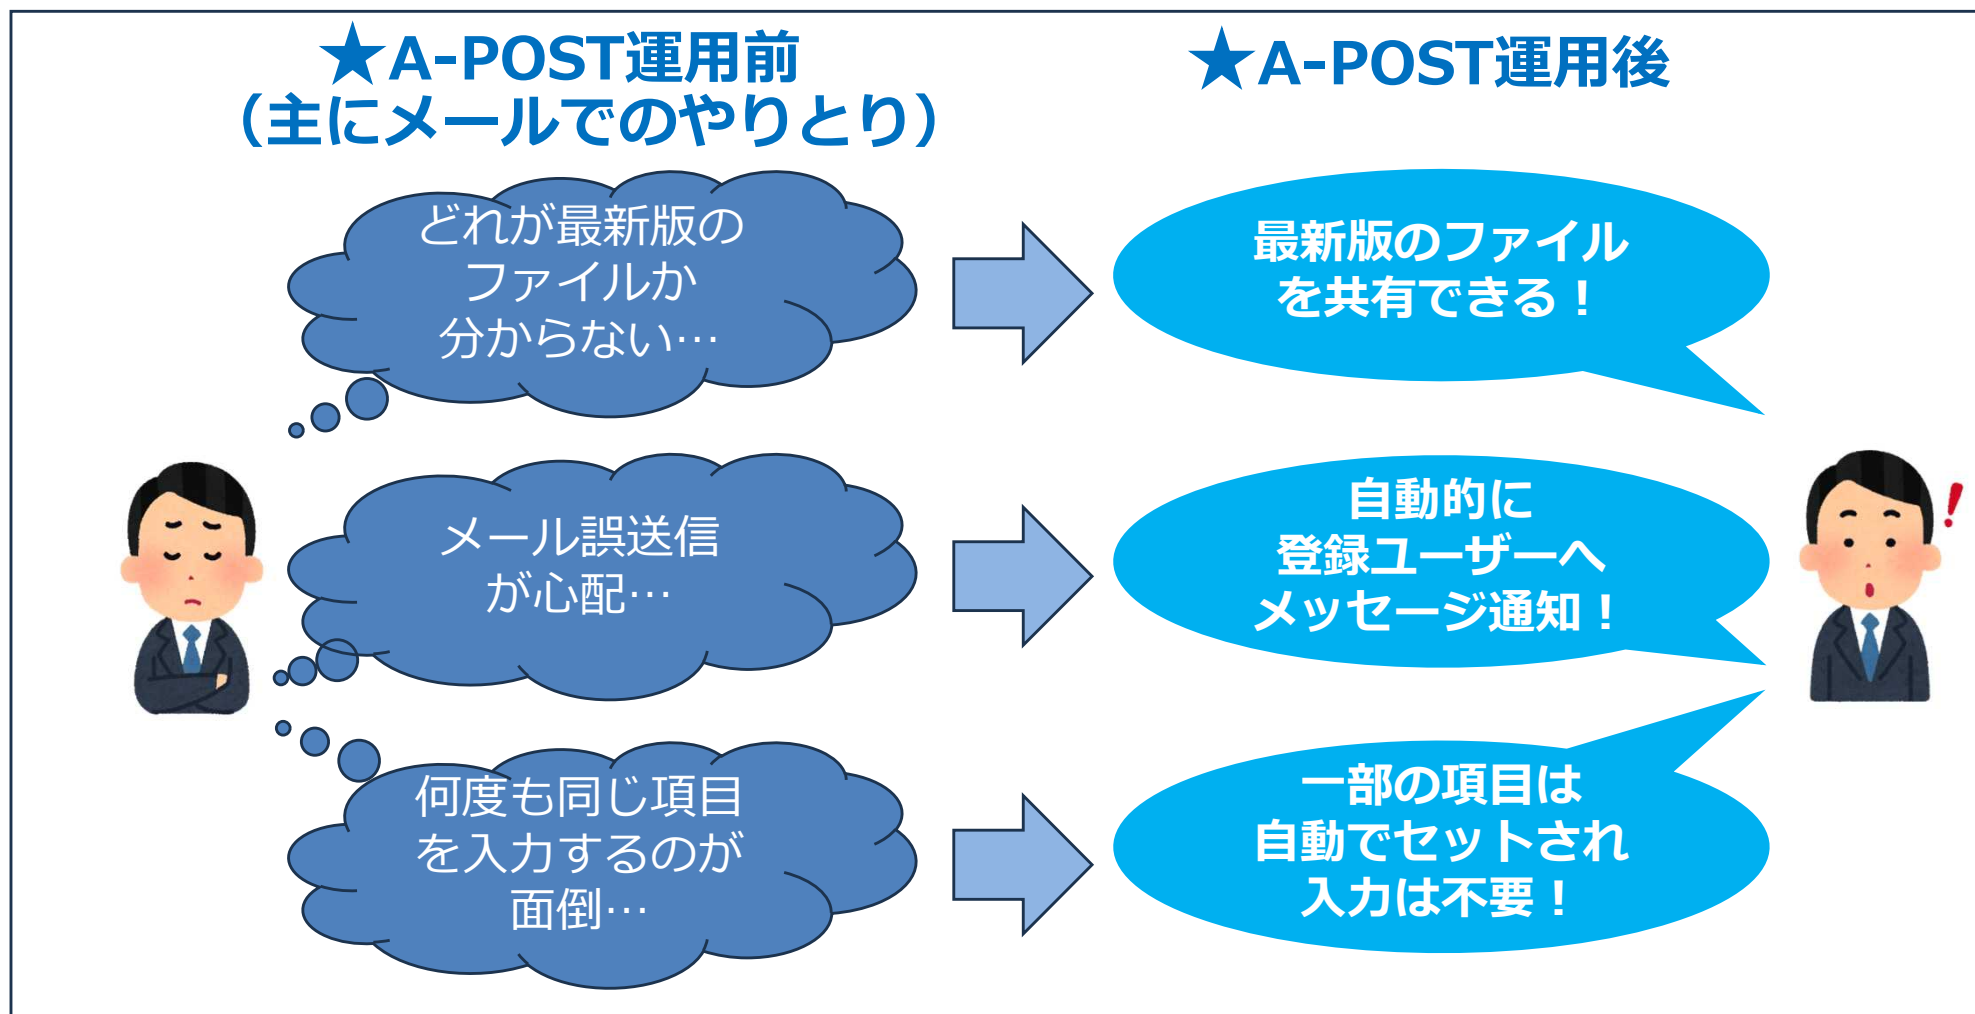 ★A-POST運用前
（主にメールでのやりとり）
★A-POST運用後
どれが最新版の
ファイルか
分からない…
最新版のファイル
を共有できる！
メール誤送信
が心配…
自動的に
登録ユーザーへ
メッセージ通知！
何度も同じ項目
を入力するのが
面倒…
一部の項目は
自動でセットされ
入力は不要！